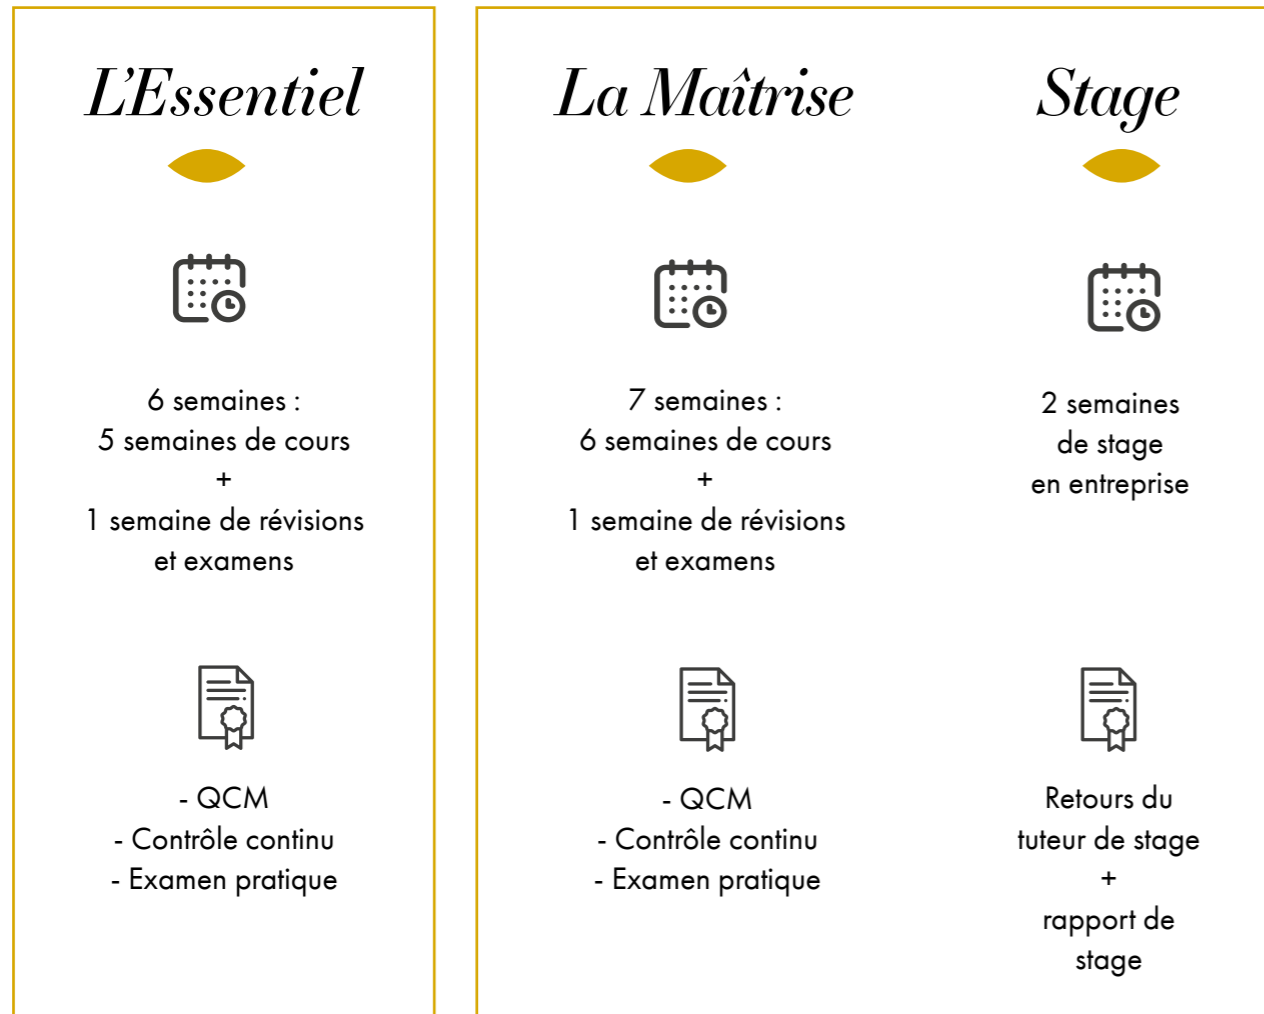 L'Essentiel
6 semaines :
5 semaines de cours
+
1 semaine de révisions
et examens
- QCM
- Contrôle continu
- Examen pratique
La Maîtrise
7 semaines :
6 semaines de cours
+
1 semaine de révisions
et examens
- QCM
- Contrôle continu
- Examen pratique
Stage
2 semaines
de stage
en entreprise
Retours du
tuteur de stage
+
rapport de
stage